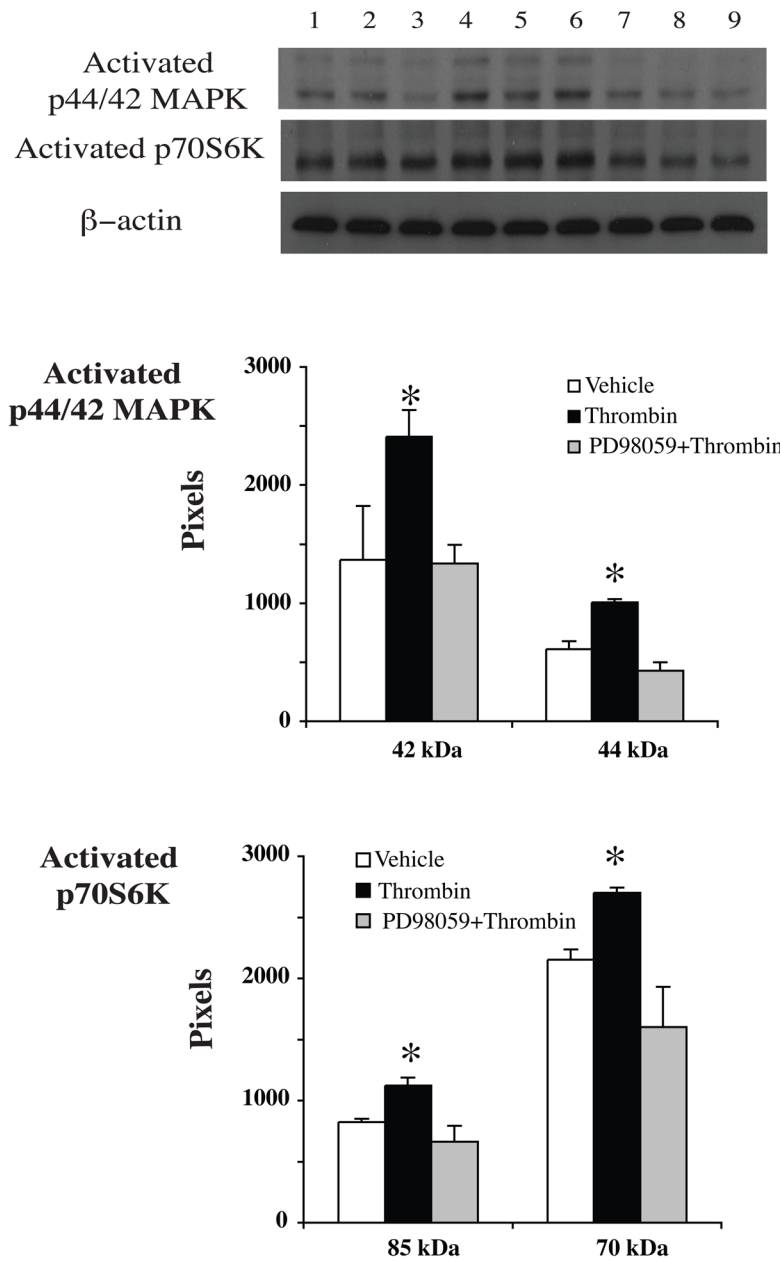 1 2 3 4 5 6 7 8 9
Activated
p44/42 MAPK
Activated p70S6K
β−actin
Activated
p44/42 MAPK
Pixels
3000
2000
1000
0
*
*
Vehicle
Thrombin
PD98059+Thrombin
42 kDa
44 kDa
Activated
p70S6K
Pixels
3000
2000
1000
0
Vehicle
Thrombin
PD98059+Thrombin
*
*
85 kDa
70 kDa